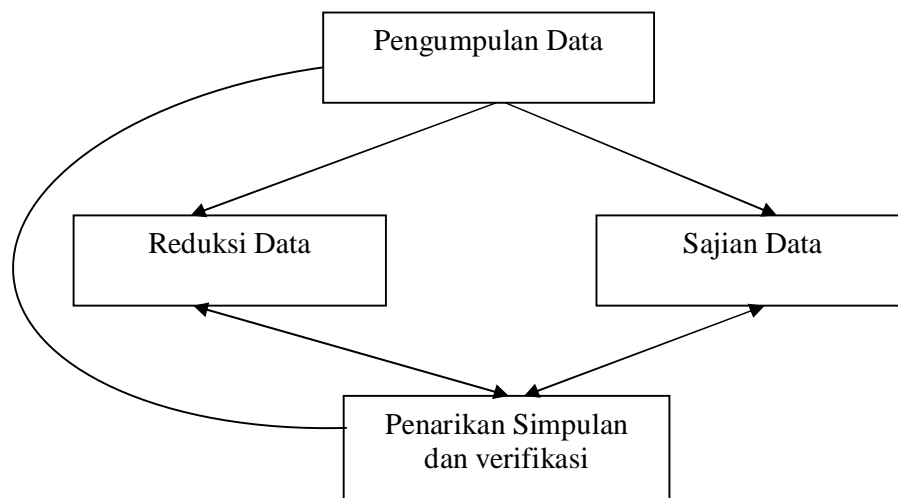 Pengumpulan Data
Reduksi Data
Sajian Data
Penarikan Simpulan
dan verifikasi